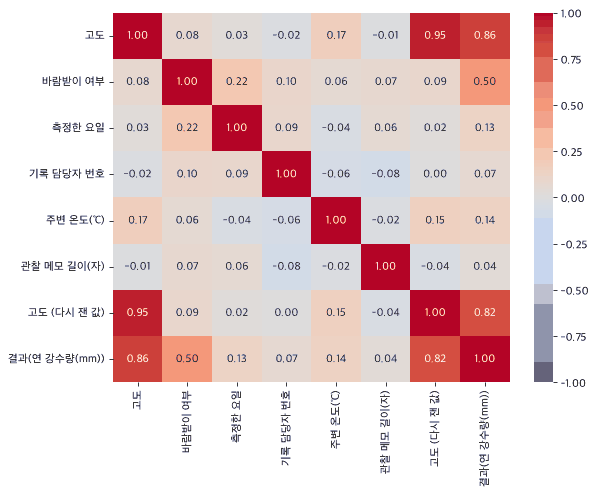 고도 1.00 0.08 0.03 -0.02 0.17 -0.01 0.95 0.86
바람받이 여부 0.08 1.00 0.22 0.10 0.06 0.07 0.09 0.50
측정한 요일 0.03 0.22 1.00 0.09 -0.04 0.06 0.02 0.13
기록 담당자 번호 -0.02 0.10 0.09 1.00 -0.06 -0.08 0.00 0.07
주변 온도(℃) 0.17 0.06 -0.04 -0.06 1.00 -0.02 0.15 0.14
관찰 메모 길이(자) -0.01 0.07 0.06 -0.08 -0.02 1.00 -0.04 0.04
고도 (다시 잰 값) 0.95 0.09 0.02 0.00 0.15 -0.04 1.00 0.82
결과(연 강수량(mm)) 0.86 0.50 0.13 0.07 0.14 0.04 0.82 1.00
고도
바람받이 여부
측정한 요일
기록 담당자 번호
주변 온도(℃)
관찰 메모 길이(자)
고도 (다시 잰 값)
결과(연 강수량(mm))
1.00
0.75
0.50
0.25
0.00
-0.25
-0.50
-0.75
-1.00